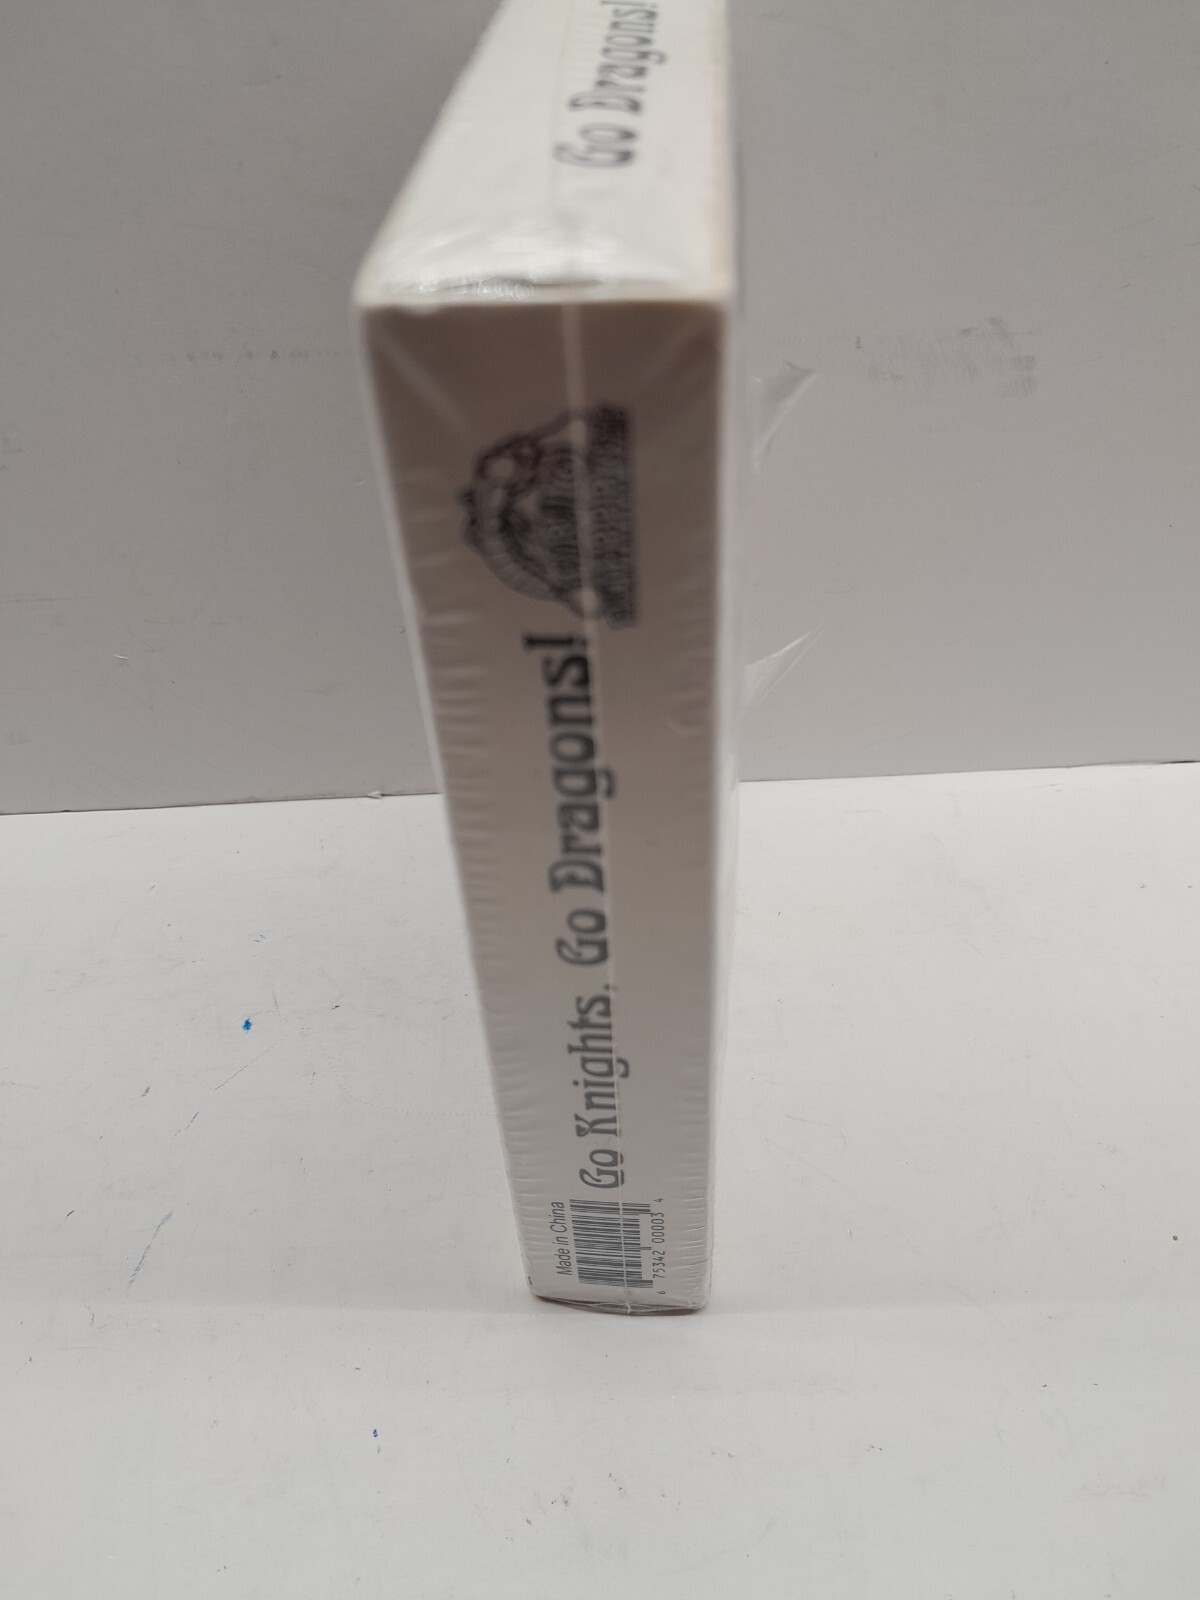 Go Dragons!
Go Knights, Go Dragons!
Made in China
6 75342 00003 4